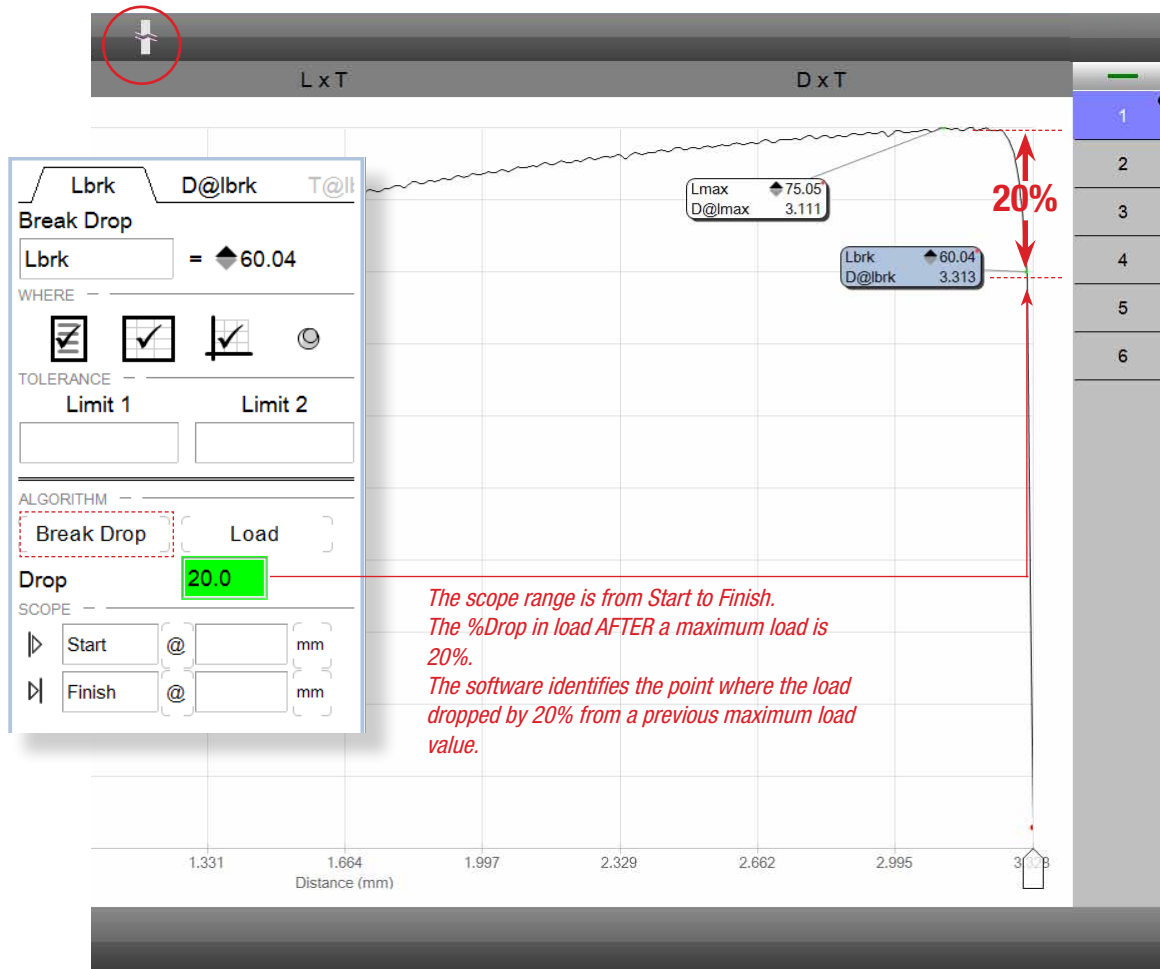 L x T
D x T
1
2
3
4
5
6
Lbrk
D@lbrk
T@l
Break Drop
Lbrk
= 60.04
WHERE
TOLERANCE
Limit 1
Limit 2
ALGORITHM
Break Drop
Load
Drop
20.0
SCOPE
Start
@
mm
Finish
@
mm
Lmax 75.05*
D@lmax 3.111
20%
Lbrk 60.04*
D@lbrk 3.313
The scope range is from Start to Finish.
The %Drop in load AFTER a maximum load is
20%.
The software identifies the point where the load
dropped by 20% from a previous maximum load
value.
1.331
1.664
1.997
2.329
2.662
2.995
3.328
Distance (mm)